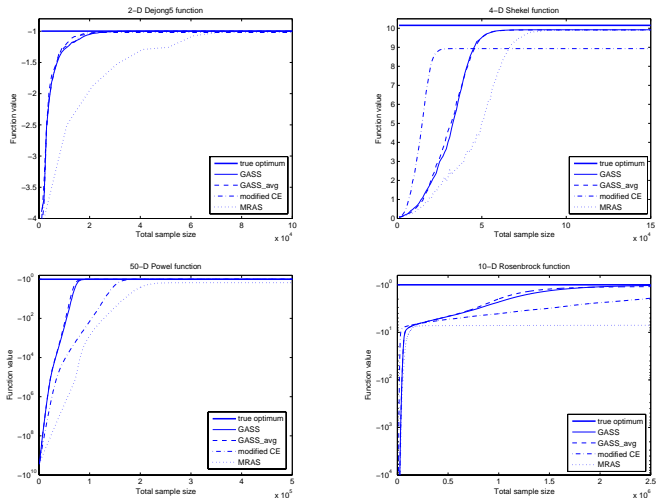 2−D Dejong5 function
−1
−1.5
−2
−2.5
−3
−3.5
−4
Function value
0
2
4
6
8
10
Total sample size
x 10^4
true optimum
GASS
GASS_avg
modified CE
MRAS
4−D Shekel function
10
9
8
7
6
5
4
3
2
1
0
Function value
0
5
10
15
Total sample size
x 10^4
true optimum
GASS
GASS_avg
modified CE
MRAS
50−D Powel function
−10^0
−10^2
−10^4
−10^6
−10^8
−10^10
Function value
0
1
2
3
4
5
Total sample size
x 10^5
true optimum
GASS
GASS_avg
modified CE
MRAS
10−D Rosenbrock function
−10^0
−10^1
−10^2
−10^3
−10^4
Function value
0
0.5
1.0
1.5
2.0
2.5
Total sample size
x 10^6
true optimum
GASS
GASS_avg
modified CE
MRAS